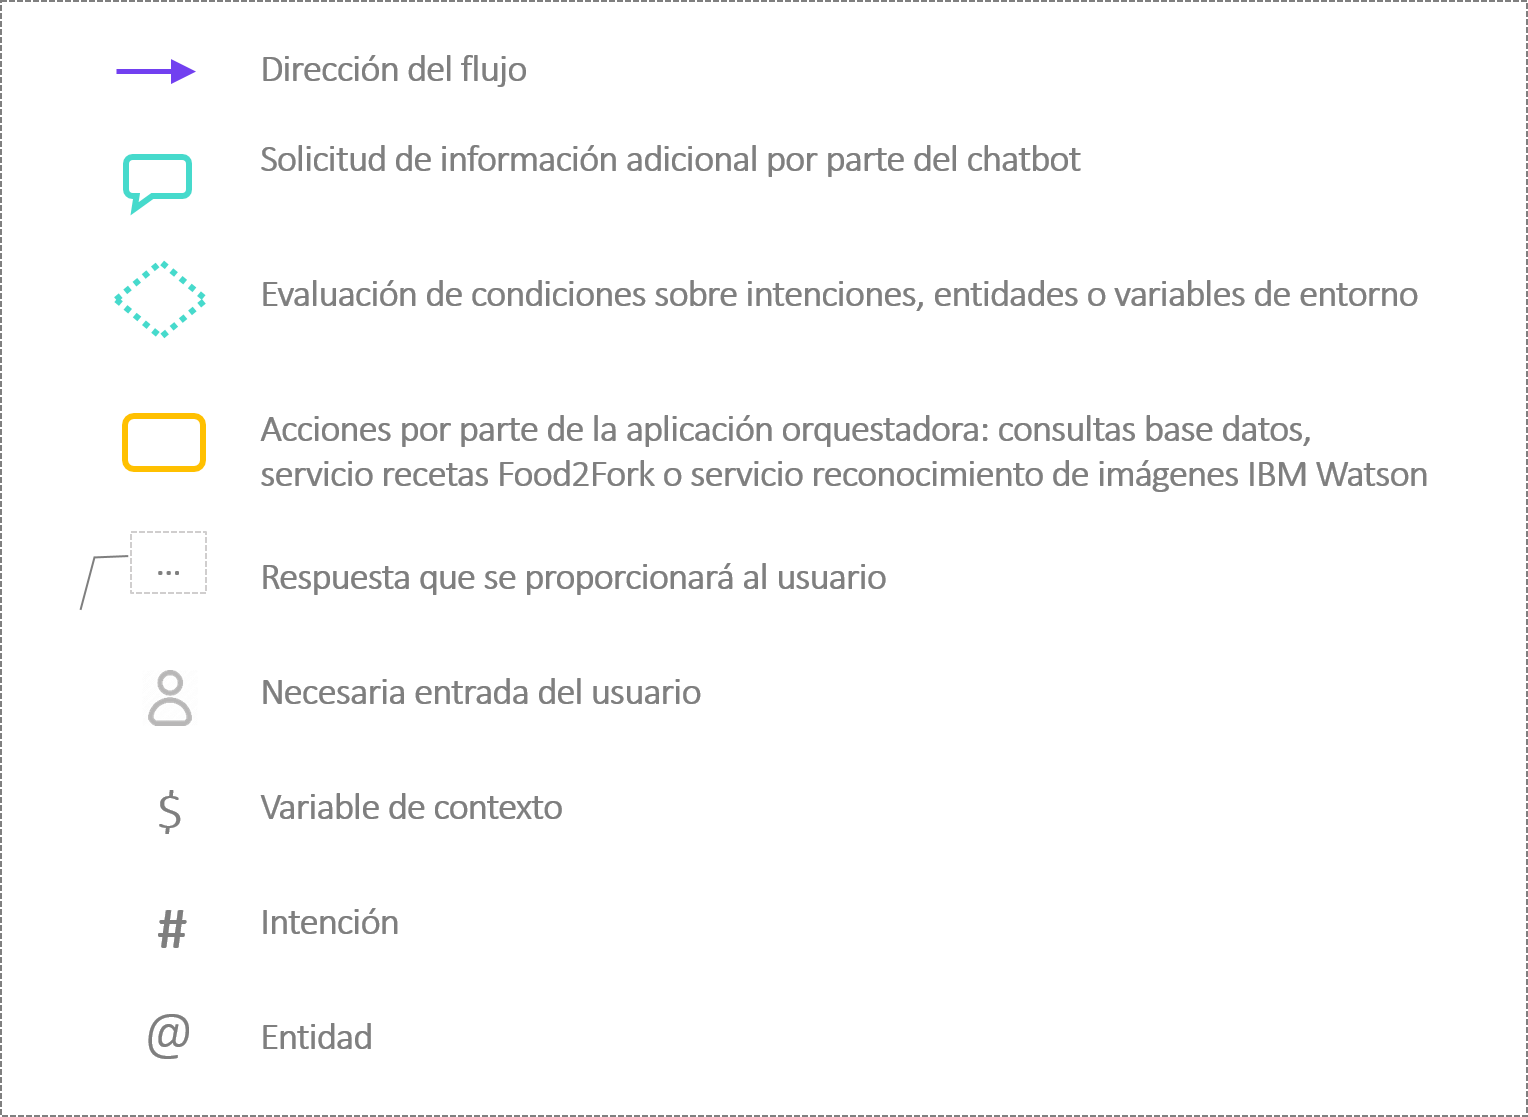 Dirección del flujo
Solicitud de información adicional por parte del chatbot
Evaluación de condiciones sobre intenciones, entidades o variables de entorno
Acciones por parte de la aplicación orquestadora: consultas base datos,
servicio recetas Food2Fork o servicio reconocimiento de imágenes IBM Watson
... Respuesta que se proporcionará al usuario
Necesaria entrada del usuario
$ Variable de contexto
# Intención
@ Entidad